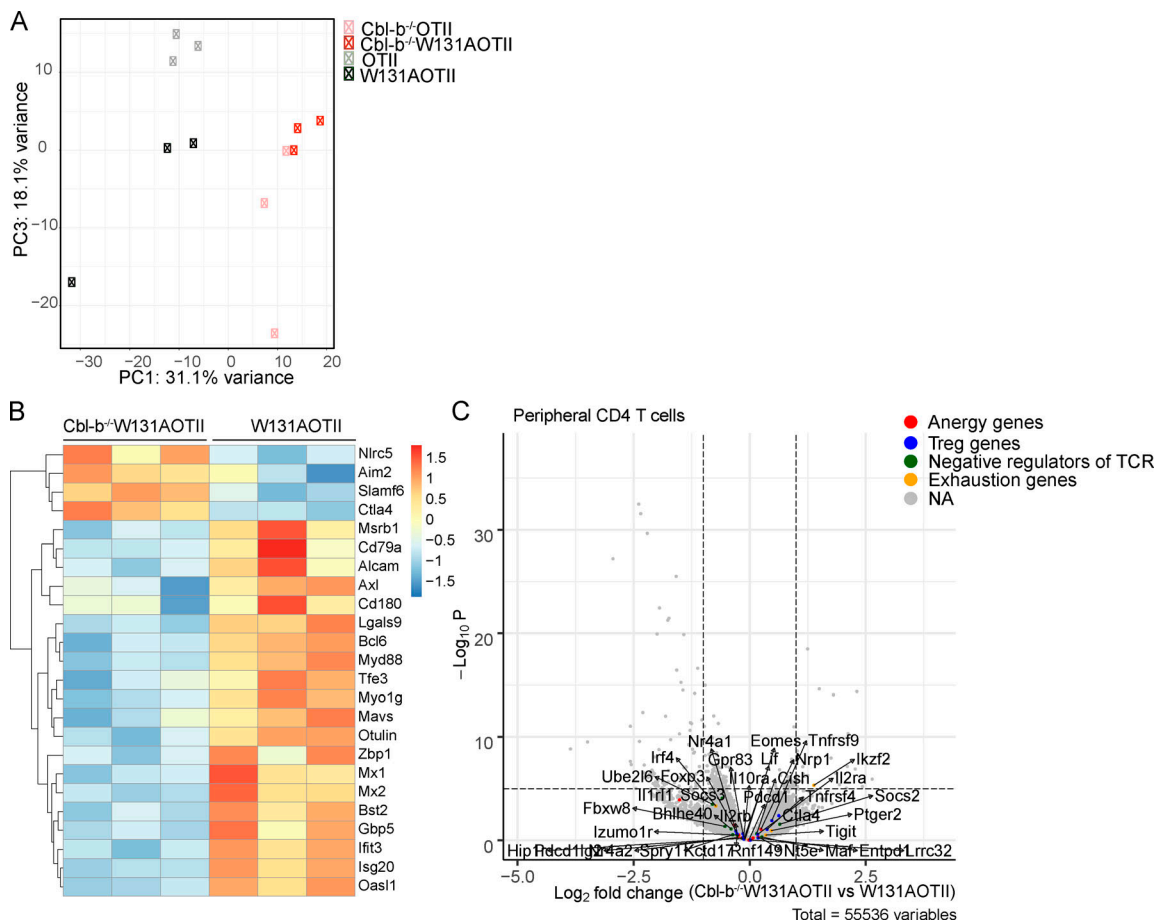 A
Cbl-b-/-OTII
Cbl-b-/-W131AOTII
OTII
W131AOTII
10
0
−10
−20
PC3: 18.1% variance
−30
−20
−10
0
10
20
PC1: 31.1% variance
B
Cbl-b-/-W131AOTII
W131AOTII
Nlrc5
Aim2
Slamf6
Ctla4
Msrb1
Cd79a
Alcam
Axl
Cd180
Lgals9
Bcl6
Myd88
Tfe3
Myo1g
Mavs
Otulin
Zbp1
Mx1
Mx2
Bst2
Gbp5
Ifit3
Isg20
Oasl1
1.5
1
0.5
0
−0.5
−1
−1.5
C
Peripheral CD4 T cells
Anergy genes
Treg genes
Negative regulators of TCR
Exhaustion genes
NA
30
20
10
0
−Log10 P
Nr4a1
Eomes
Tnfrsf9
Irf4
Gpr83
Lif
Nrp1
Ikzf2
Ube2l6
Foxp3
Il10ra
Cish
Il2ra
Il1rl1
Socs3
Pdcd1
Tnfrsf4
Socs2
Fbxw8
Bhlhe40
Il2rb
Ctla4
Ptger2
Izumo1r
Tigit
Nr4a2
Spry1
Kctd17
Rnf149
Nt5e
Maf
Entpd1
Lrrc32
−5.0
−2.5
0.0
2.5
Log2 fold change (Cbl-b-/-W131AOTII vs W131AOTII)
Total = 55536 variables